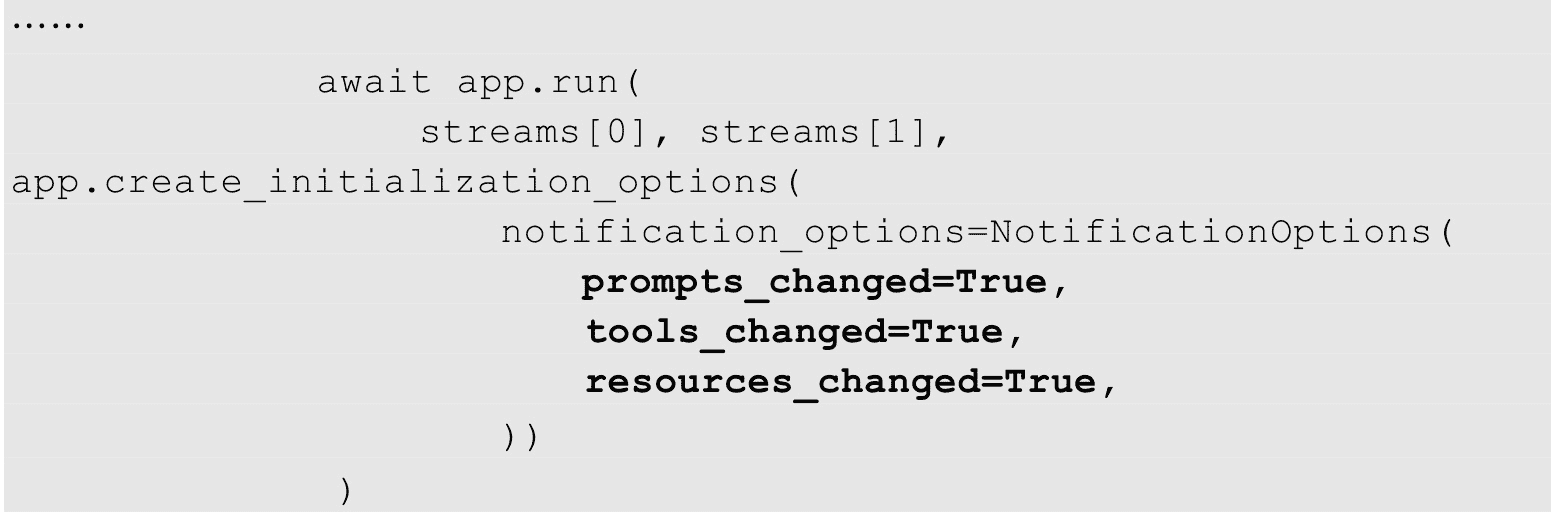 ······
await app.run(
streams[0], streams[1],
app.create_initialization_options(
notification_options=NotificationOptions(
prompts_changed=True,
tools_changed=True,
resources_changed=True,
))
)